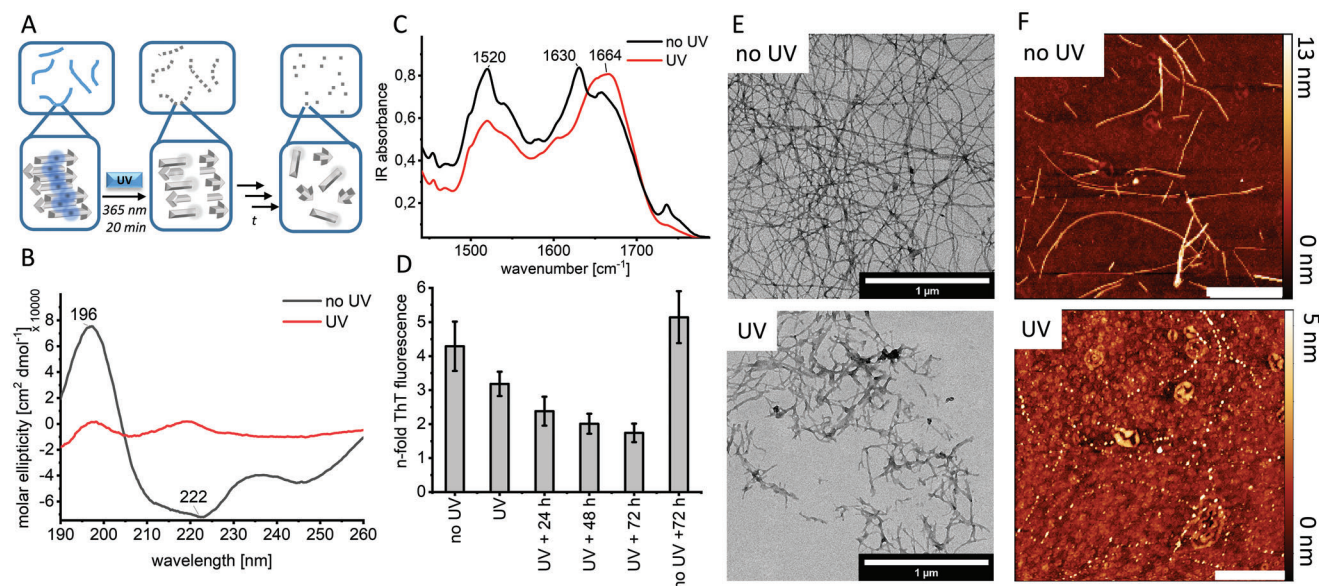 A
UV
365 nm
20 min
t
B
no UV
UV
196
222
molar ellipticity [cm² dmol⁻¹]
x 100000
8
6
4
2
0
-2
-4
-6
190 200 210 220 230 240 250 260
wavelength [nm]
C
no UV
UV
1520
1630
1664
IR absorbance
0,8
0,6
0,4
0,2
1500 1600 1700
wavenumber [cm⁻¹]
D
n-fold ThT fluorescence
6
5
4
3
2
1
0
no UV
UV
UV + 24 h
UV + 48 h
UV + 72 h
no UV +72 h
E
no UV
1 µm
UV
1 µm
F
no UV
13 nm
0 nm
UV
5 nm
0 nm